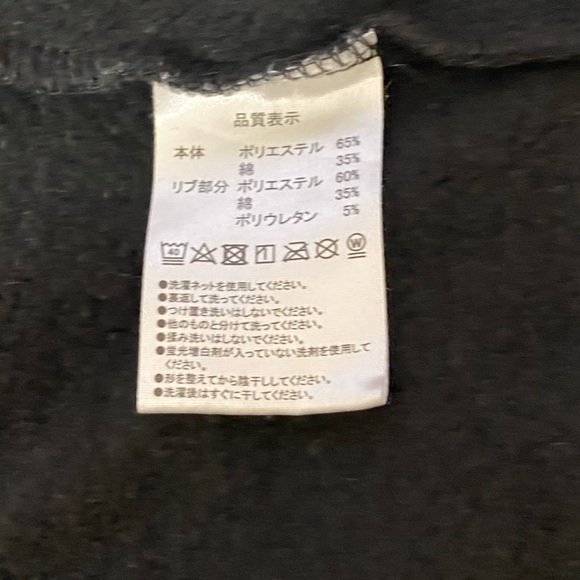 品質表示
本体 ポリエステル 65%
綿 35%
リブ部分 ポリエステル 60%
綿 35%
ポリウレタン 5%
40 W
●洗濯ネットを使用してください。
●裏返して洗ってください。
●つけ置き洗いはしないでください。
●他のものと分けて洗ってください。
●揉み洗いはしないでください。
●蛍光増白剤が入っていない洗剤を使用して
ください。
●形を整えてから陰干ししてください。
●洗濯後はすぐに干してください。